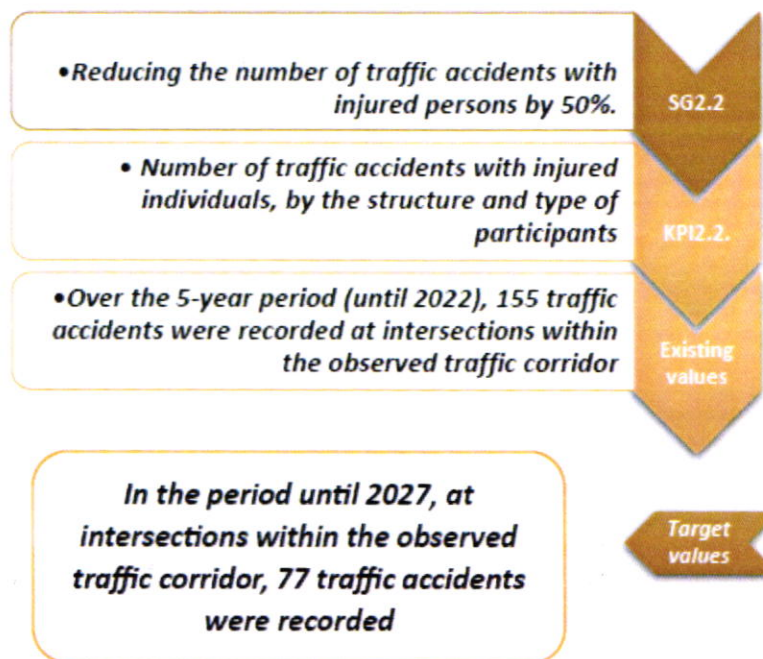 •Reducing the number of traffic accidents with
injured persons by 50%.
SG2.2
• Number of traffic accidents with injured
individuals, by the structure and type of
participants
KPI2.2.
•Over the 5-year period (until 2022), 155 traffic
accidents were recorded at intersections within
the observed traffic corridor
Existing
values
In the period until 2027, at
intersections within the observed
traffic corridor, 77 traffic accidents
were recorded
Target
values